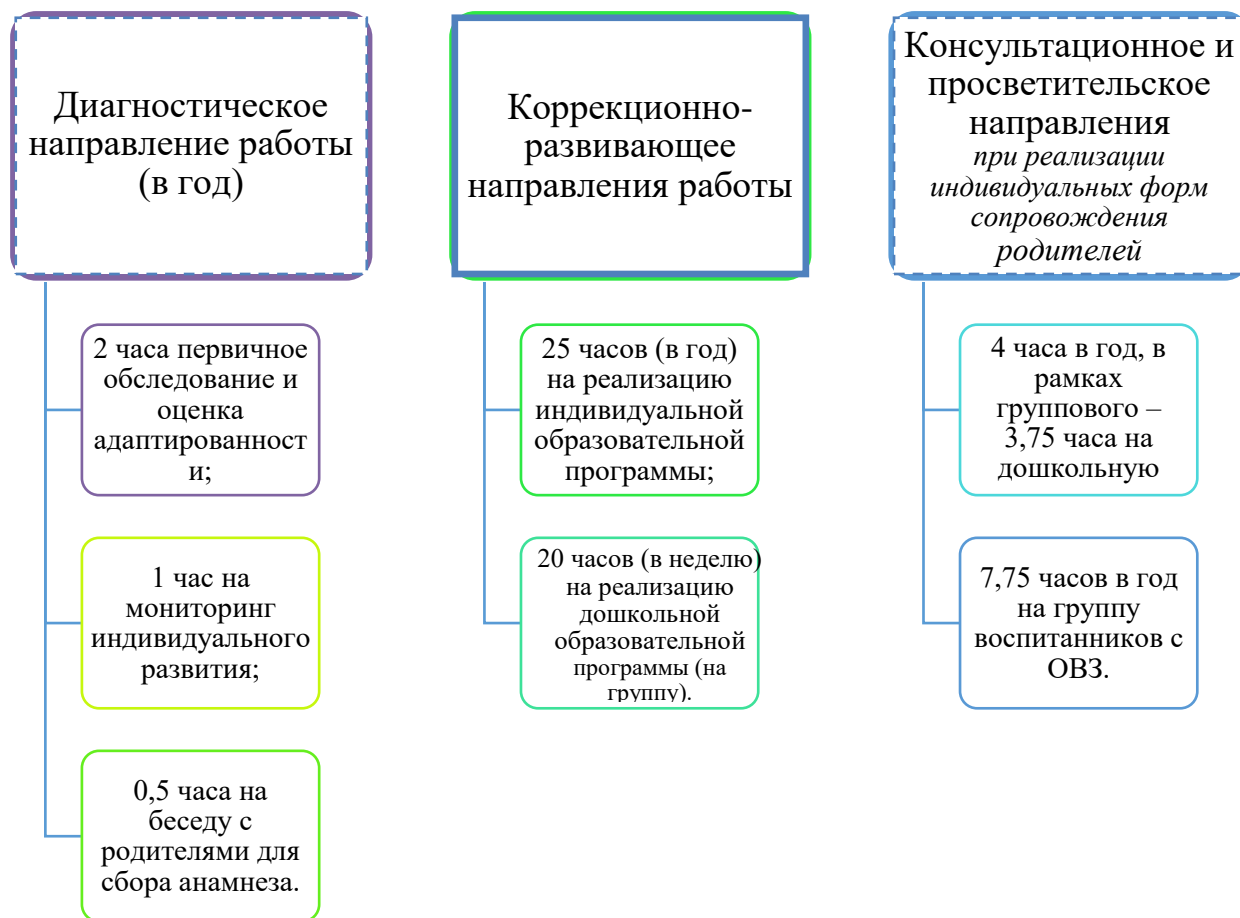 Диагностическое
направление работы
(в год)
2 часа первичное
обследование и
оценка
адаптированност
и;
1 час на
мониторинг
индивидуального
развития;
0,5 часа на
беседу с
родителями для
сбора анамнеза.
Коррекционно-
развивающее
направления работы
25 часов (в год)
на реализацию
индивидуальной
образовательной
программы;
20 часов (в неделю)
на реализацию
дошкольной
образовательной
программы (на
группу).
Консультационное и
просветительское
направления
при реализации
индивидуальных форм
сопровождения
родителей
4 часа в год, в
рамках
группового –
3,75 часа на
дошкольную
7,75 часов в год
на группу
воспитанников с
ОВЗ.